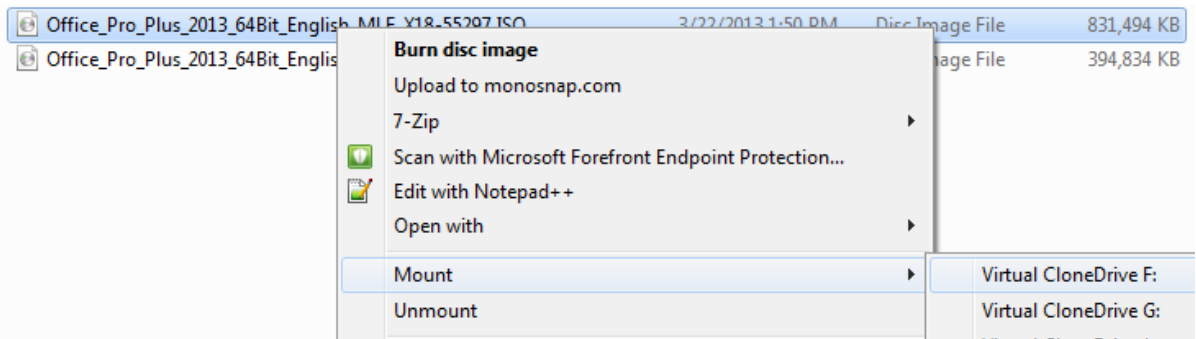 Office_Pro_Plus_2013_64Bit_English_MLF_X18-55297.ISO 3/22/2013 1:50 PM Disc Image File 831,494 KB
Office_Pro_Plus_2013_64Bit_Englis File 394,834 KB
Burn disc image
Upload to monosnap.com
7-Zip
Scan with Microsoft Forefront Endpoint Protection...
Edit with Notepad++
Open with
Mount
Virtual CloneDrive F:
Unmount
Virtual CloneDrive G: